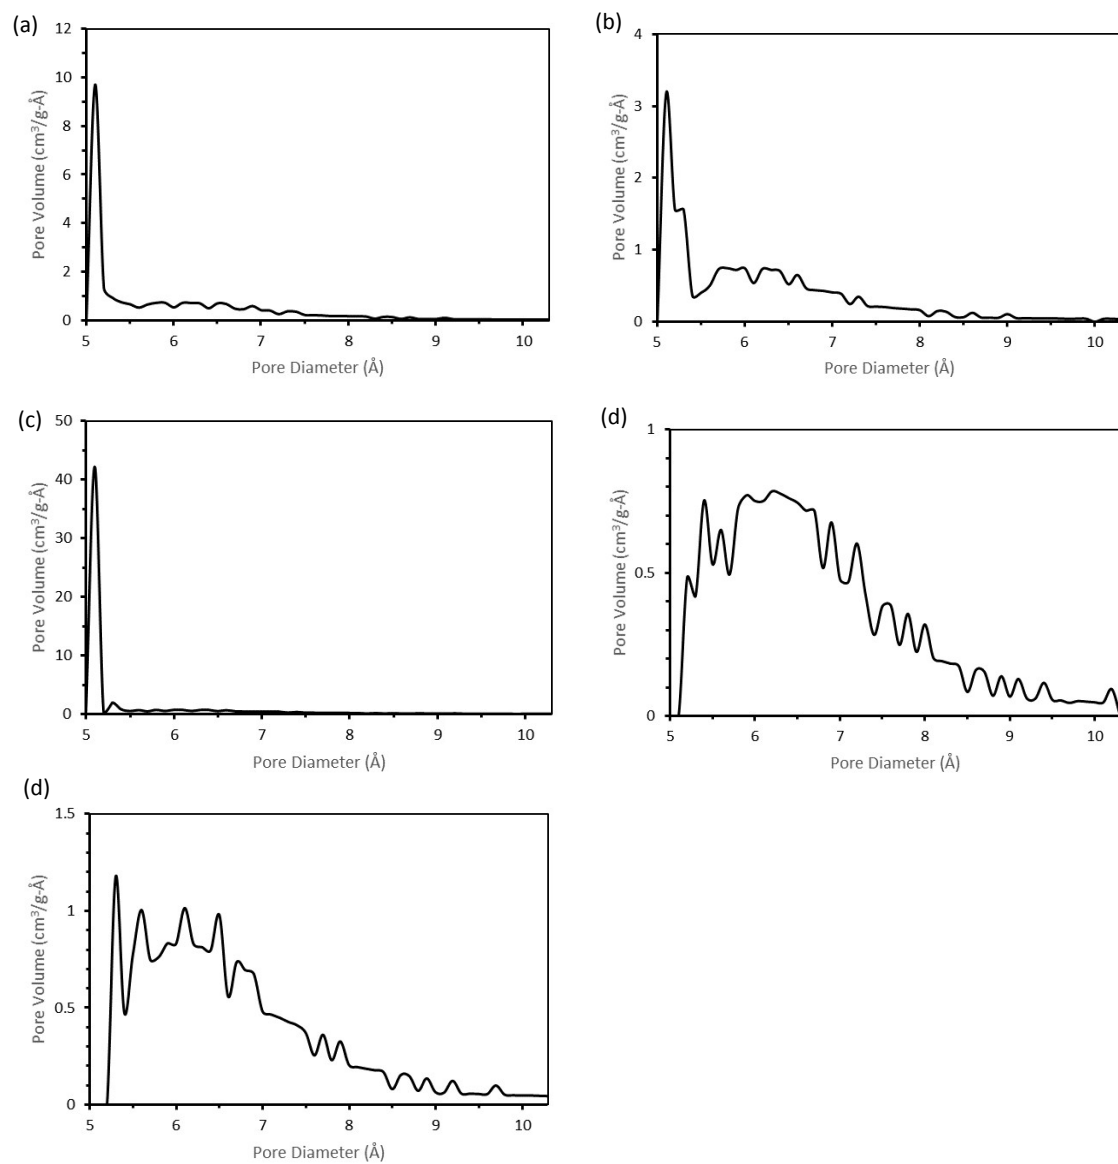 (a)
12
10
8
6
4
2
0
Pore Volume (cm³/g-Å)
5 6 7 8 9 10
Pore Diameter (Å)
(b)
4
3
2
1
0
Pore Volume (cm³/g-Å)
5 6 7 8 9 10
Pore Diameter (Å)
(c)
50
40
30
20
10
0
Pore Volume (cm³/g-Å)
5 6 7 8 9 10
Pore Diameter (Å)
(d)
1
0.5
0
Pore Volume (cm³/g-Å)
5 6 7 8 9 10
Pore Diameter (Å)
(d)
1.5
1
0.5
0
Pore Volume (cm³/g-Å)
5 6 7 8 9 10
Pore Diameter (Å)